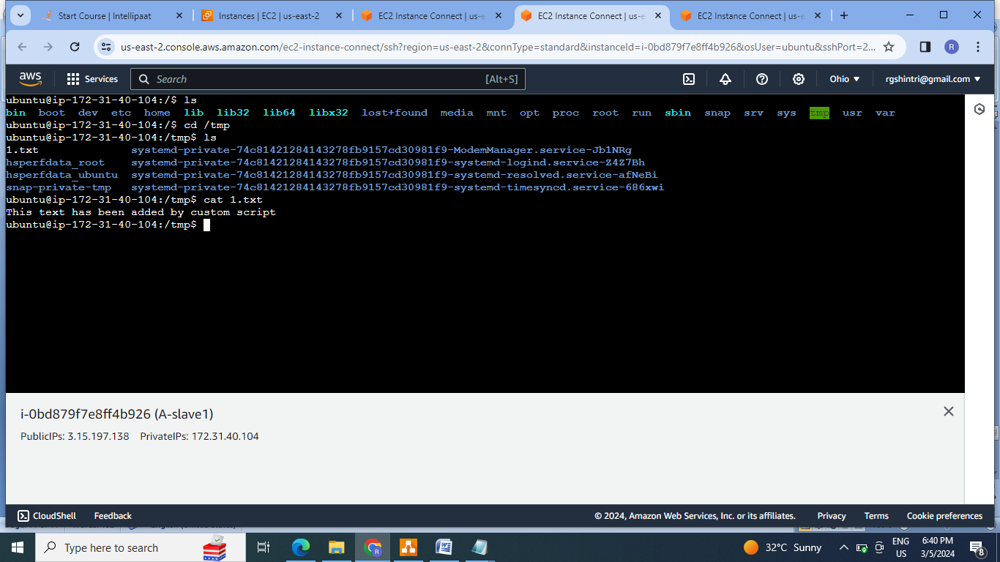 Start Course | Intellipaat
Instances | EC2 | us-east-2
EC2 Instance Connect | us-e
EC2 Instance Connect | us-e
EC2 Instance Connect | us-e
us-east-2.console.aws.amazon.com/ec2-instance-connect/ssh?region=us-east-2&connType=standard&instanceId=i-0bd879f7e8ff4b926&osUser=ubuntu&sshPort=2...
R
aws Services Search [Alt+S] Ohio rgshintri@gmail.com
ubuntu@ip-172-31-40-104:/$ ls
bin boot dev etc home lib lib32 lib64 libx32 lost+found media mnt opt proc root run sbin snap srv sys tmp usr var
ubuntu@ip-172-31-40-104:/$ cd /tmp
ubuntu@ip-172-31-40-104:/tmp$ ls
1.txt systemd-private-74c81421284143278fb9157cd30981f9-ModemManager.service-Jb1NRg
hsperfdata_root systemd-private-74c81421284143278fb9157cd30981f9-systemd-logind.service-Z4Z7Bh
hsperfdata_ubuntu systemd-private-74c81421284143278fb9157cd30981f9-systemd-resolved.service-afNeBi
snap-private-tmp systemd-private-74c81421284143278fb9157cd30981f9-systemd-timesyncd.service-686xwi
ubuntu@ip-172-31-40-104:/tmp$ cat 1.txt
This text has been added by custom script
ubuntu@ip-172-31-40-104:/tmp$
i-0bd879f7e8ff4b926 (A-slave1)
PublicIPs: 3.15.197.138 PrivateIPs: 172.31.40.104
CloudShell Feedback © 2024, Amazon Web Services, Inc. or its affiliates. Privacy Terms Cookie preferences
Type here to search
R
32°C Sunny
ENG
US
6:40 PM
3/5/2024
8